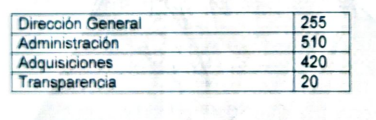 Dirección General 255
Administración 510
Adquisiciones 420
Transparencia 20